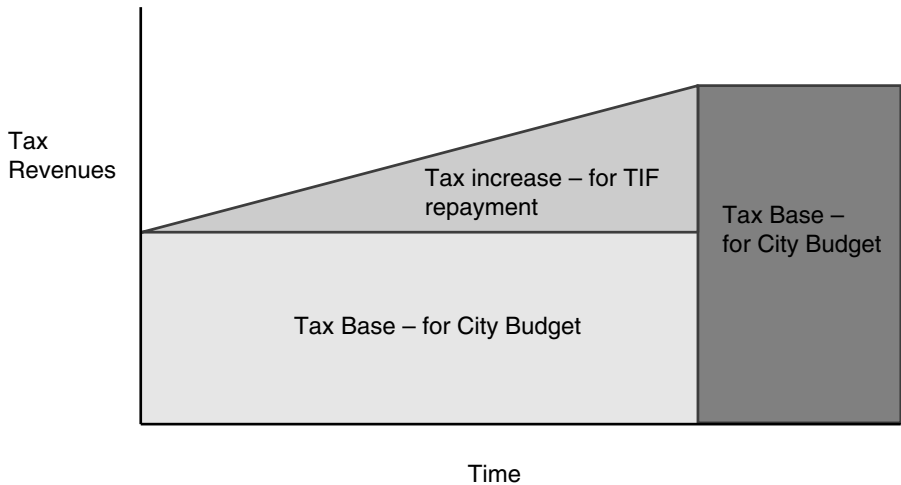 Tax
Revenues
Tax increase – for TIF
repayment
Tax Base –
for City Budget
Tax Base – for City Budget
Time